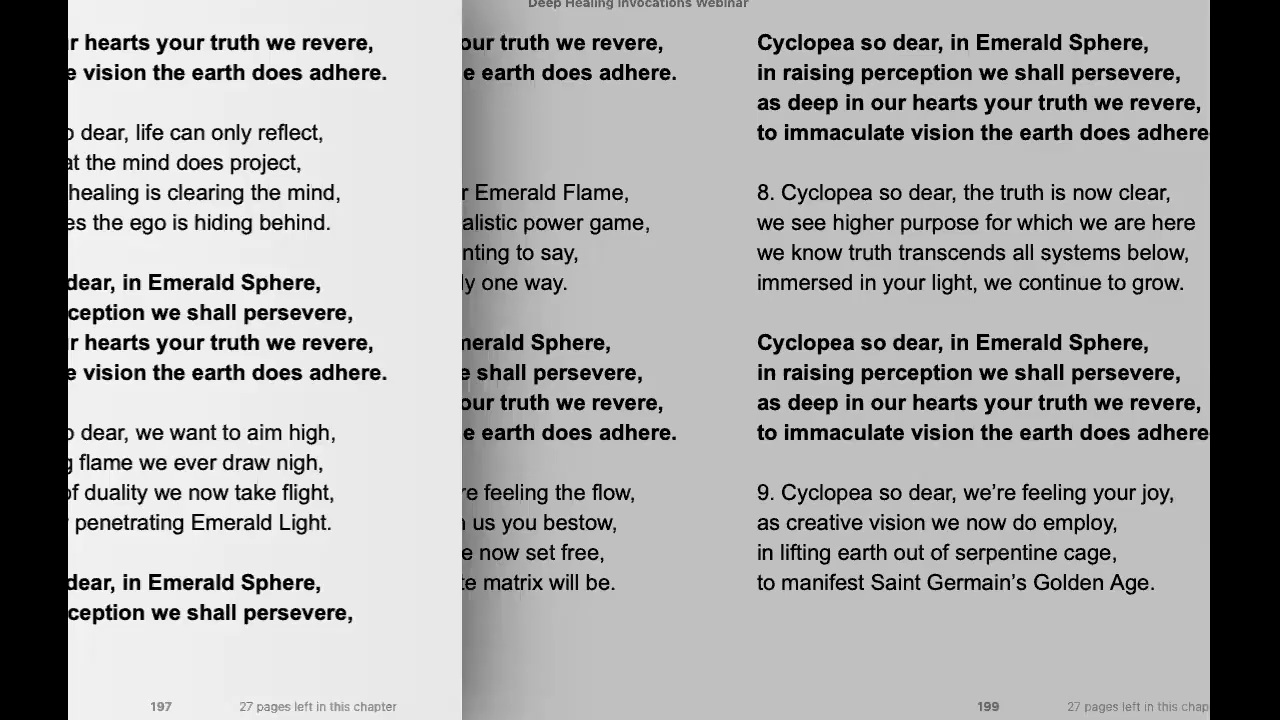 Deep Healing Invocations Webinar
hearts your truth we revere,
vision the earth does adhere.
dear, life can only reflect,
the mind does project,
healing is clearing the mind,
the ego is hiding behind.
dear, in Emerald Sphere,
we shall persevere,
hearts your truth we revere,
vision the earth does adhere.
dear, we want to aim high,
flame we ever draw nigh,
of duality we now take flight,
penetrating Emerald Light.
dear, in Emerald Sphere,
we shall persevere,
197
27 pages left in this chapter
our truth we revere,
the earth does adhere.
Emerald Flame,
power game,
to say,
one way.
Sphere,
shall persevere,
our truth we revere,
the earth does adhere.
feeling the flow,
us you bestow,
now set free,
matrix will be.
Cyclopea so dear, in Emerald Sphere,
in raising perception we shall persevere,
as deep in our hearts your truth we revere,
to immaculate vision the earth does adhere
8. Cyclopea so dear, the truth is now clear,
we see higher purpose for which we are here
we know truth transcends all systems below,
immersed in your light, we continue to grow.
Cyclopea so dear, in Emerald Sphere,
in raising perception we shall persevere,
as deep in our hearts your truth we revere,
to immaculate vision the earth does adhere
9. Cyclopea so dear, we're feeling your joy,
as creative vision we now do employ,
in lifting earth out of serpentine cage,
to manifest Saint Germain's Golden Age.
199
27 pages left in this chap